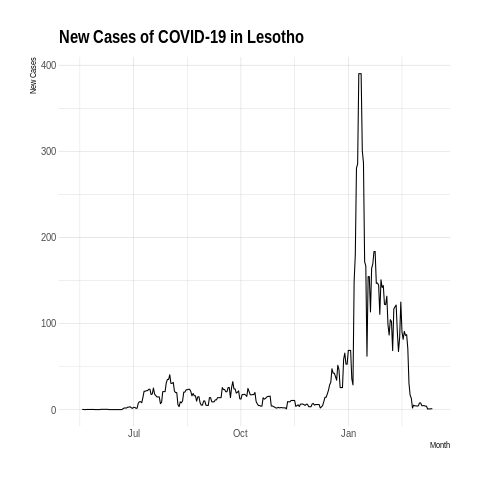 New Cases of COVID-19 in Lesotho
New Cases
400
300
200
100
0
Jul
Oct
Jan
Month